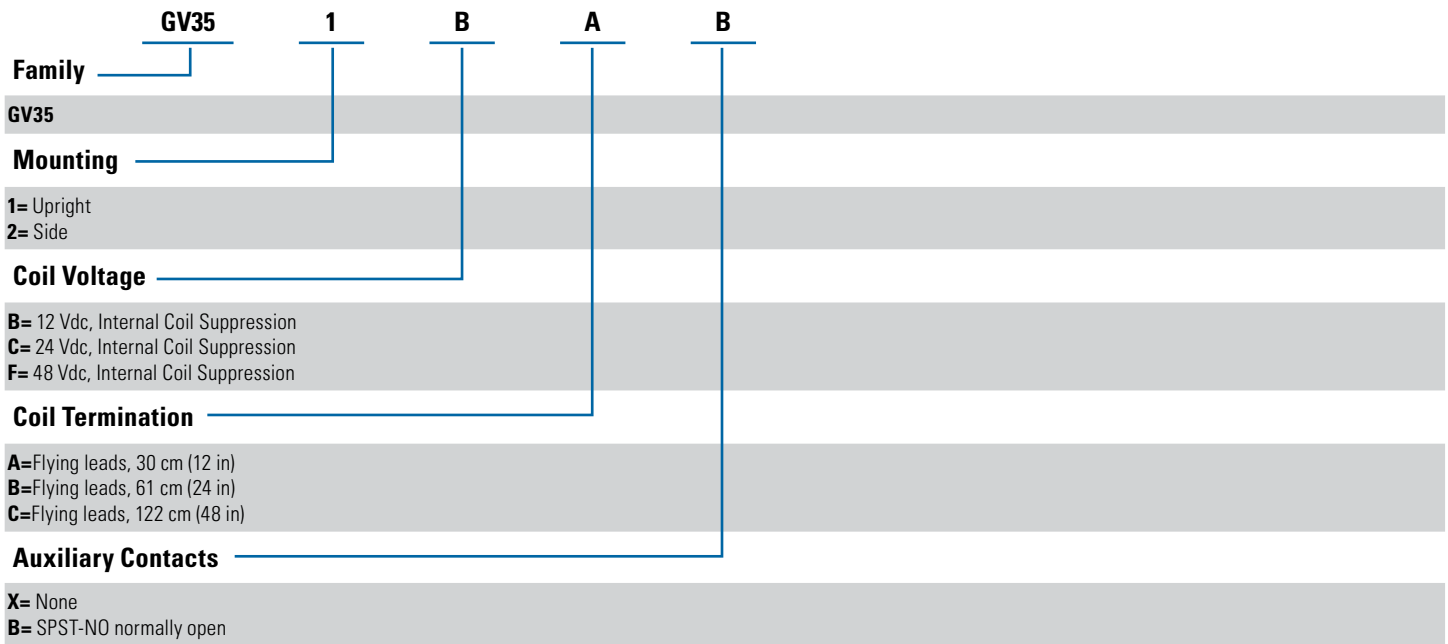 GV35 1 B A B
Family
GV35
Mounting
1= Upright
2= Side
Coil Voltage
B= 12 Vdc, Internal Coil Suppression
C= 24 Vdc, Internal Coil Suppression
F= 48 Vdc, Internal Coil Suppression
Coil Termination
A=Flying leads, 30 cm (12 in)
B=Flying leads, 61 cm (24 in)
C=Flying leads, 122 cm (48 in)
Auxiliary Contacts
X= None
B= SPST-NO normally open